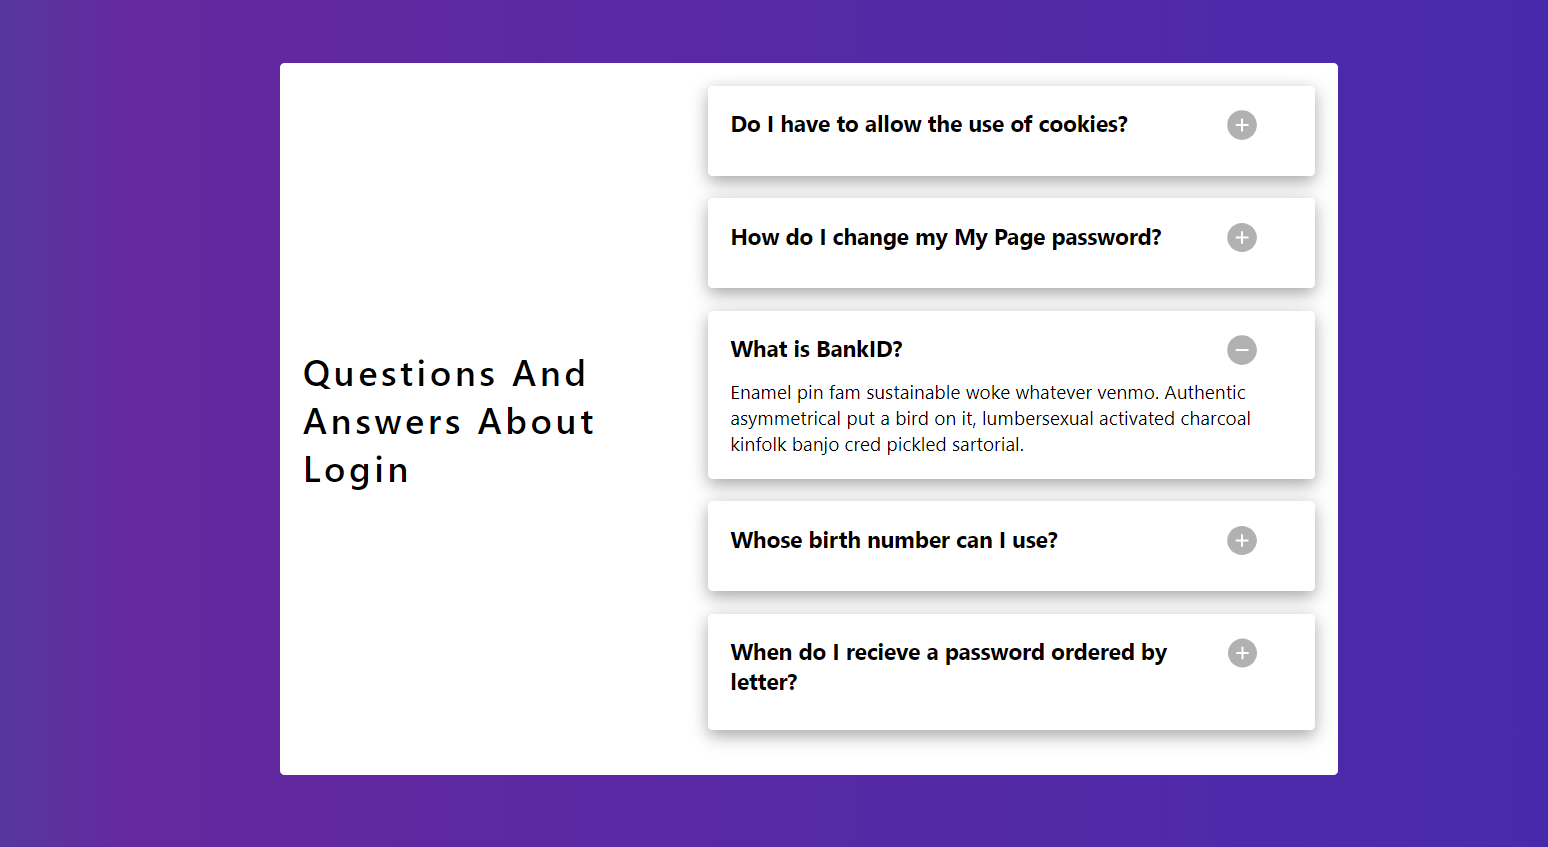 Questions And
Answers About
Login
Do I have to allow the use of cookies?
How do I change my My Page password?
What is BankID?
Enamel pin fam sustainable woke whatever venmo. Authentic
asymmetrical put a bird on it, lumbersexual activated charcoal
kinfolk banjo cred pickled sartorial.
Whose birth number can I use?
When do I recieve a password ordered by
letter?